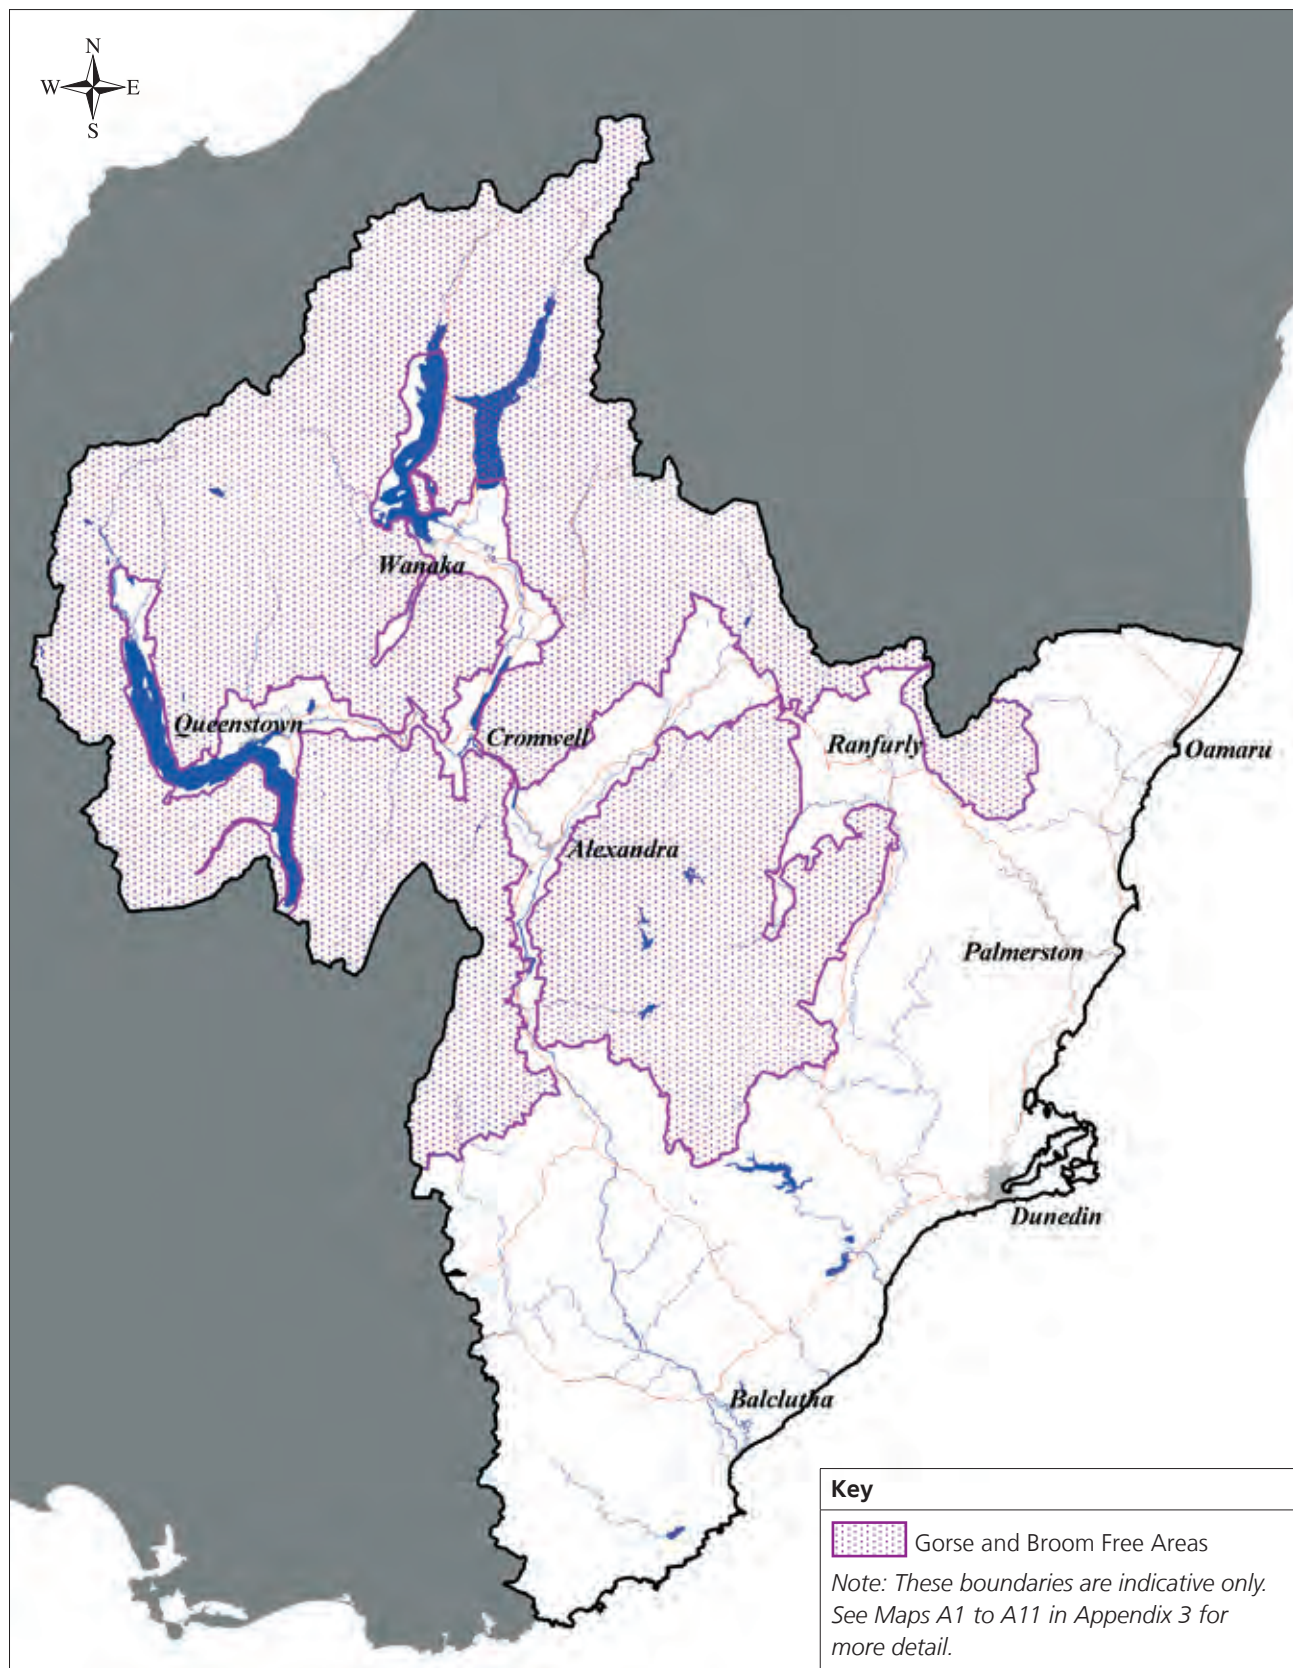 N
W E
S
Wanaka
Queenstown
Cromwell
Ranfurly
Oamaru
Alexandra
Palmerston
Dunedin
Balclutha
Key
Gorse and Broom Free Areas
Note: These boundaries are indicative only.
See Maps A1 to A11 in Appendix 3 for
more detail.